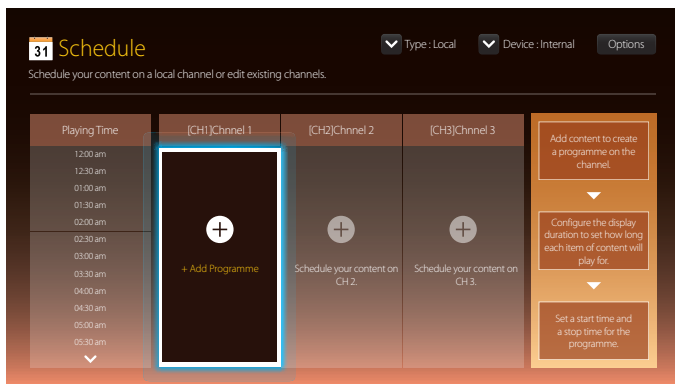 31 Schedule
Type : Local
Device : Internal
Options
Schedule your content on a local channel or edit existing channels.
Playing Time
[CH1]Chnnel 1
[CH2]Chnnel 2
[CH3]Chnnel 3
12:00 am
12:30 am
01:00 am
01:30 am
02:00 am
02:30 am
03:00 am
03:30 am
04:00 am
04:30 am
05:00 am
05:30 am
+ Add Programme
Schedule your content on
CH 2.
Schedule your content on
CH 3.
Add content to create
a programme on the
channel.
Configure the display
duration to set how long
each item of content will
play for.
Set a start time and
a stop time for the
programme.